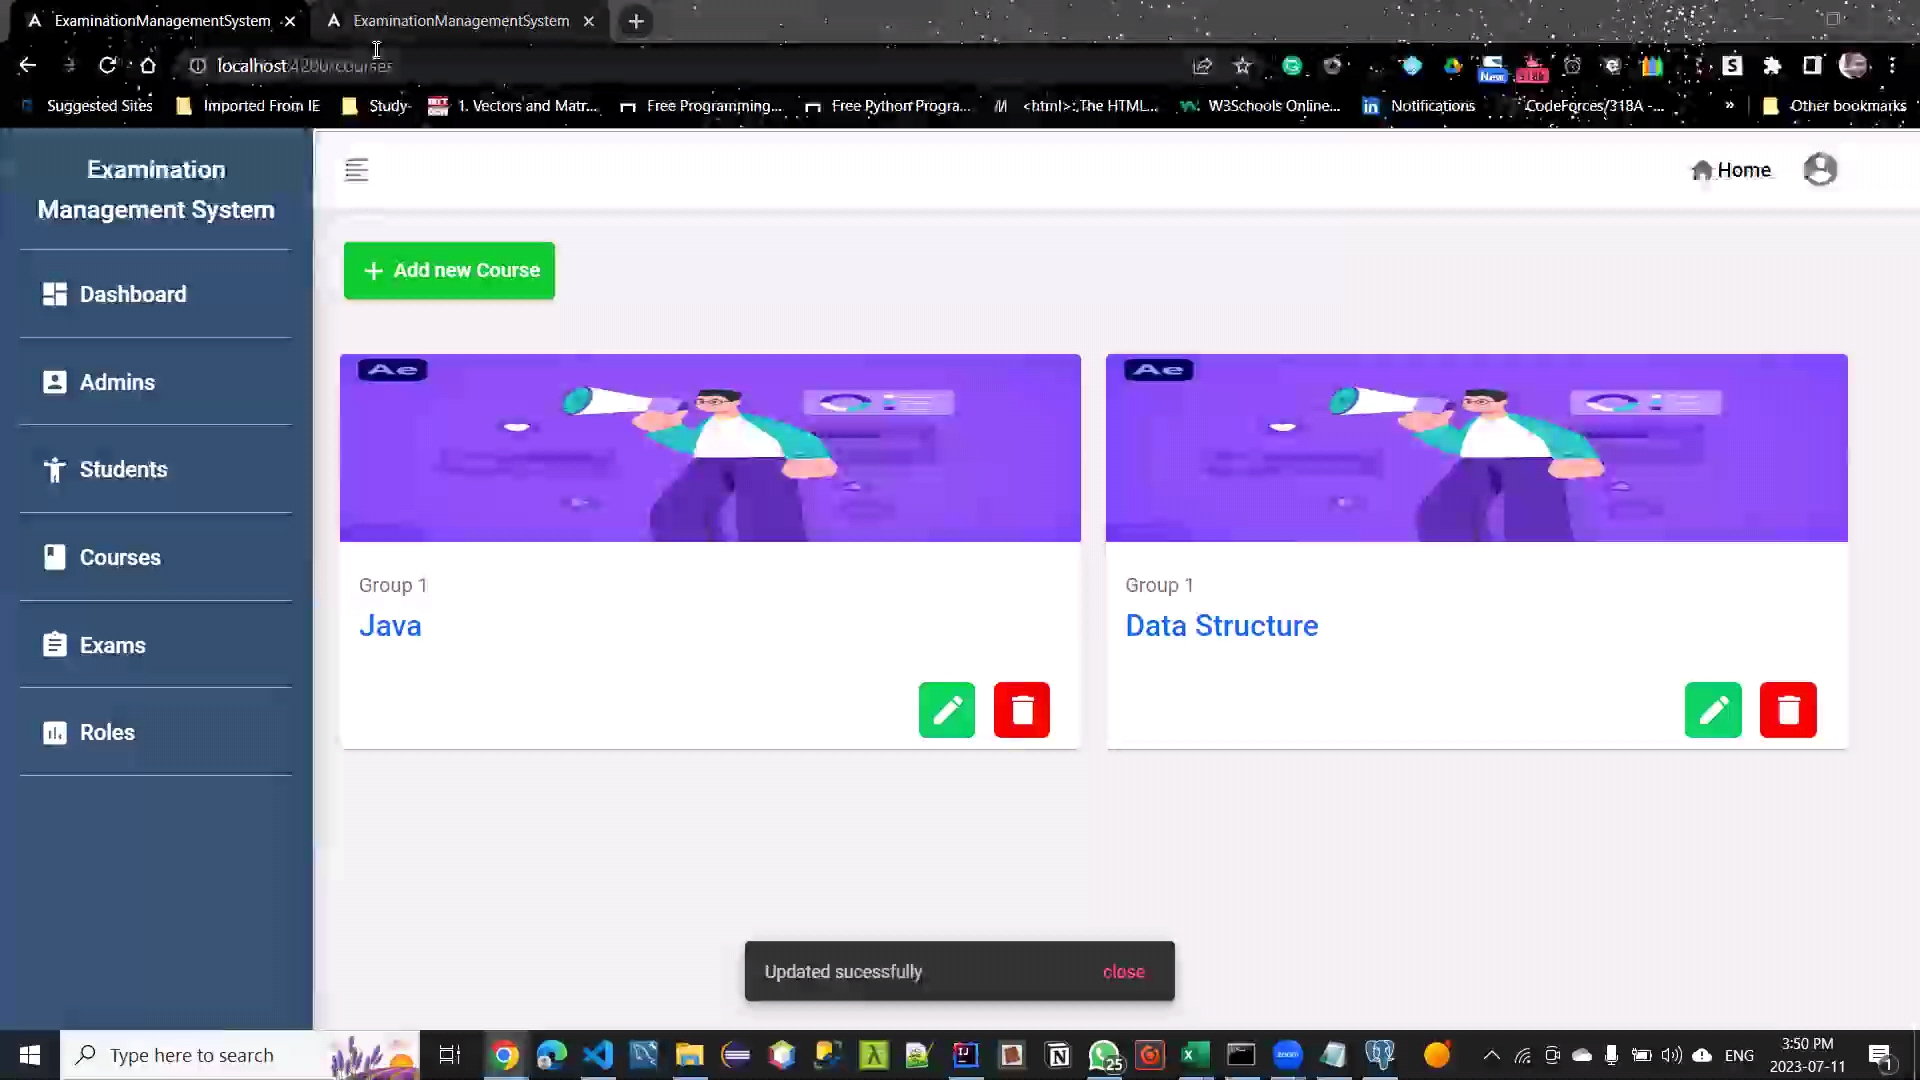 ExaminationManagementSystem
ExaminationManagementSystem
localhost:4200/courses
New
Suggested Sites
Imported From IE
Study
1. Vectors and Matr...
Free Programming...
Free Python Progra...
<html>: The HTML...
W3Schools Online...
Notifications
CodeForces/318A -...
»
Other bookmarks
Examination
Management System
Home
Dashboard
Admins
Students
Courses
Exams
Roles
+ Add new Course
Ae
Ae
Group 1
Java
Group 1
Data Structure
Updated sucessfully
close
Type here to search
25
zoom
ENG
3:50 PM
2023-07-11
1